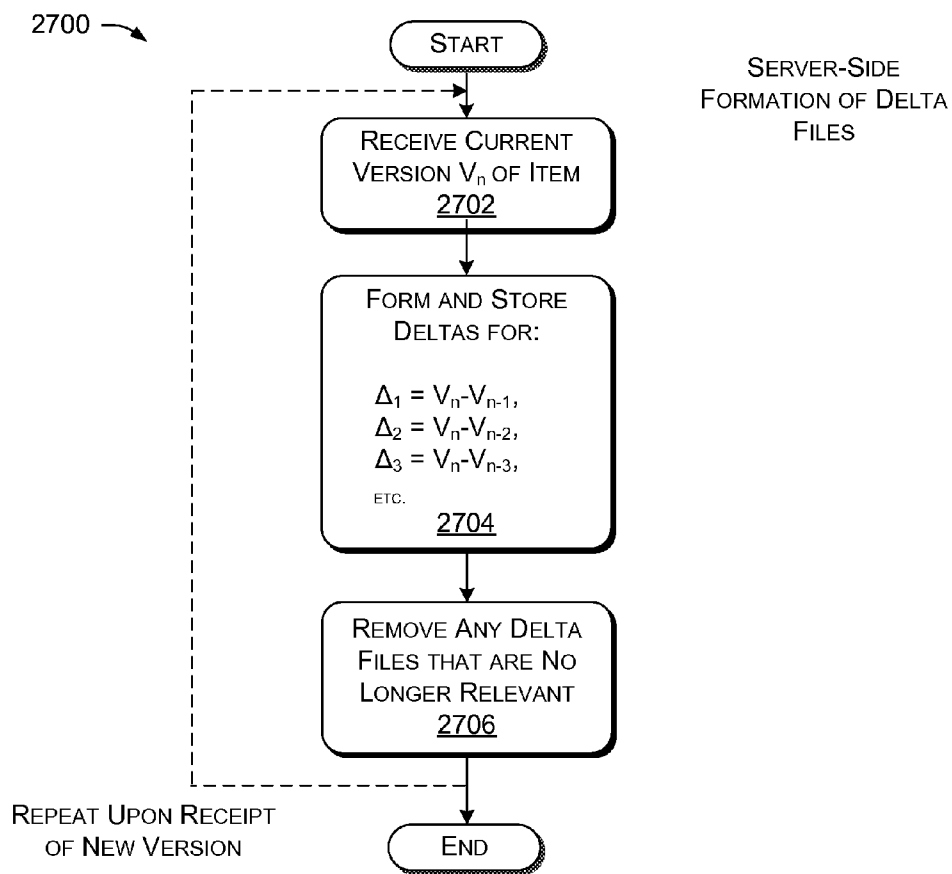 2700
START
SERVER-SIDE
FORMATION OF DELTA
FILES
RECEIVE CURRENT
VERSION Vn OF ITEM
2702
FORM AND STORE
DELTAS FOR:
Δ1 = Vn-Vn-1,
Δ2 = Vn-Vn-2,
Δ3 = Vn-Vn-3,
ETC.
2704
REMOVE ANY DELTA
FILES THAT ARE NO
LONGER RELEVANT
2706
REPEAT UPON RECEIPT
OF NEW VERSION
END